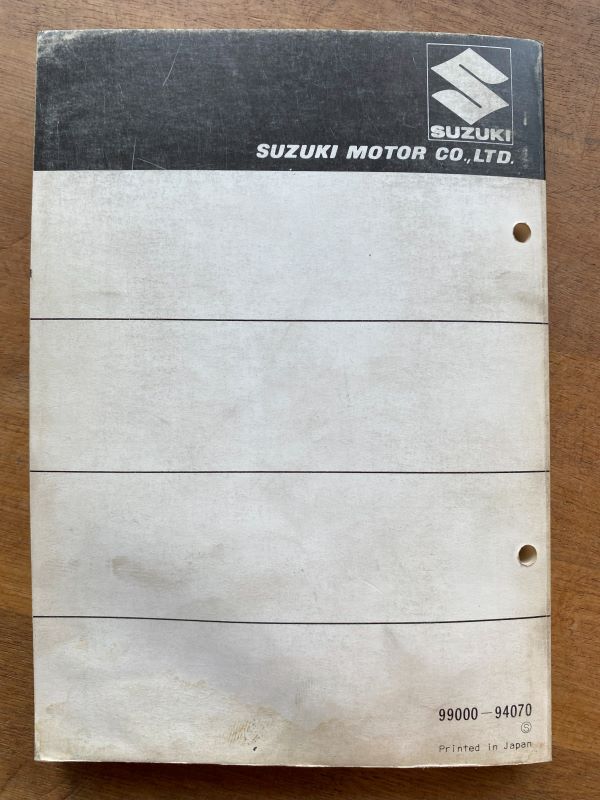 SUZUKI
SUZUKI MOTOR CO.,LTD.
99000-94070
Ⓢ
Printed in Japan